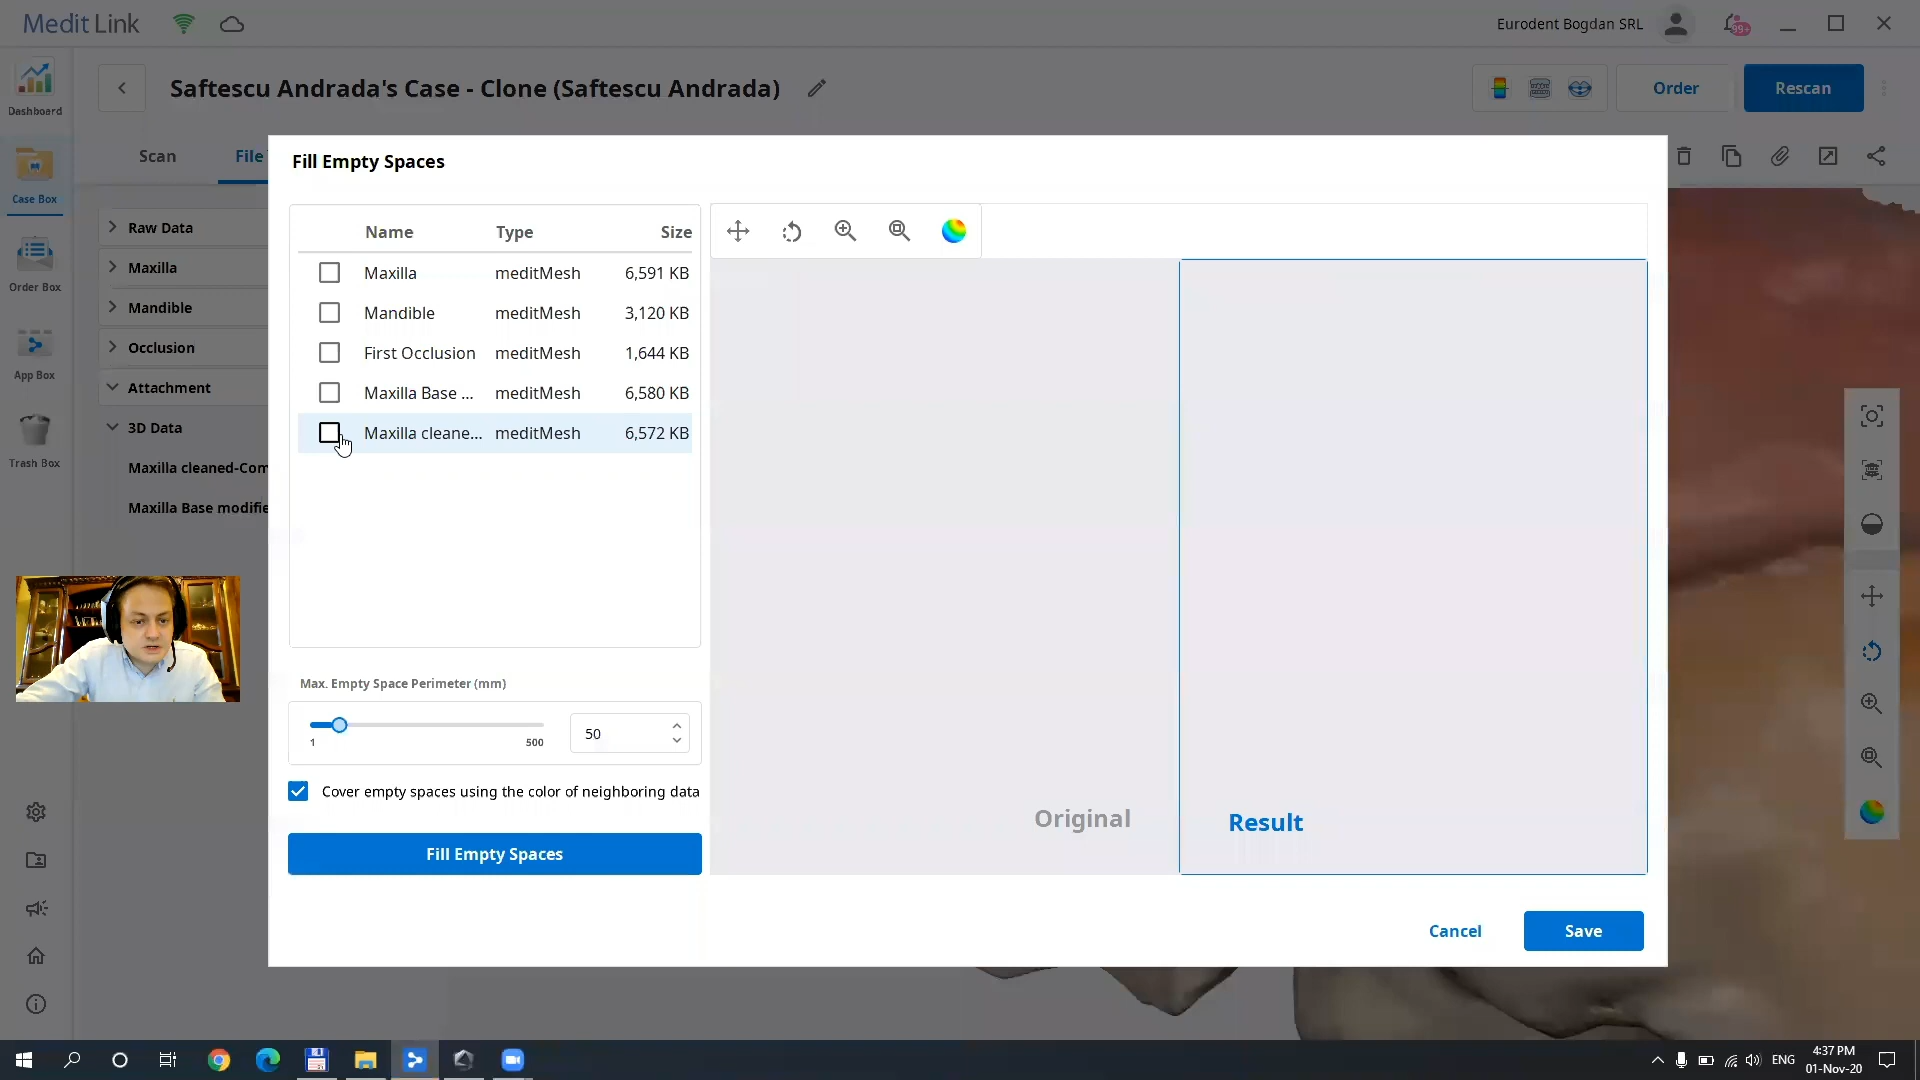 Medit Link
Eurodent Bogdan SRL
99+
Dashboard
Saftescu Andrada's Case - Clone (Saftescu Andrada)
Order
Rescan
Scan
File
Case Box
Fill Empty Spaces
Raw Data
Name Type Size
Maxilla
Maxilla meditMesh 6,591 KB
Order Box
Mandible
Mandible meditMesh 3,120 KB
Occlusion
First Occlusion meditMesh 1,644 KB
App Box
Attachment
Maxilla Base ... meditMesh 6,580 KB
3D Data
Maxilla cleane... meditMesh 6,572 KB
Trash Box
Maxilla cleaned-Com
Maxilla Base modifie
Max. Empty Space Perimeter (mm)
1 500
50
Cover empty spaces using the color of neighboring data
Fill Empty Spaces
Original
Result
Cancel
Save
ENG
4:37 PM
01-Nov-20